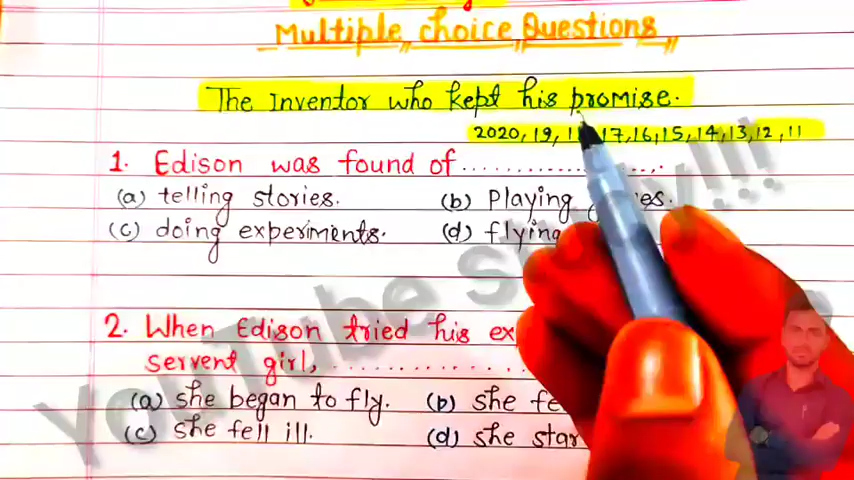 Multiple choice Questions
The Inventor who kept his promise.
2020, 19, 17, 16, 15, 14, 13, 12, 11
1. Edison was found of ..............
(a) telling stories. (b) Playing
(c) doing experiments. (d) flying
2. When Edison tried his
servent girl, ............
(a) she began to fly. (b) she
(c) she fell ill. (d) she
YouTube study!!!